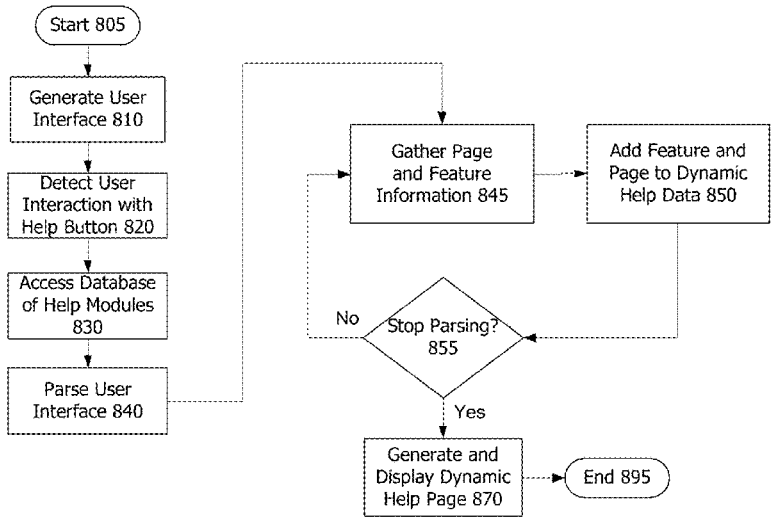 Start 805
Generate User
Interface 810
Detect User
Interaction with
Help Button 820
Access Database
of Help Modules
830
Parse User
Interface 840
Gather Page
and Feature
Information 845
Add Feature and
Page to Dynamic
Help Data 850
Stop Parsing?
855
No
Yes
Generate and
Display Dynamic
Help Page 870
End 895